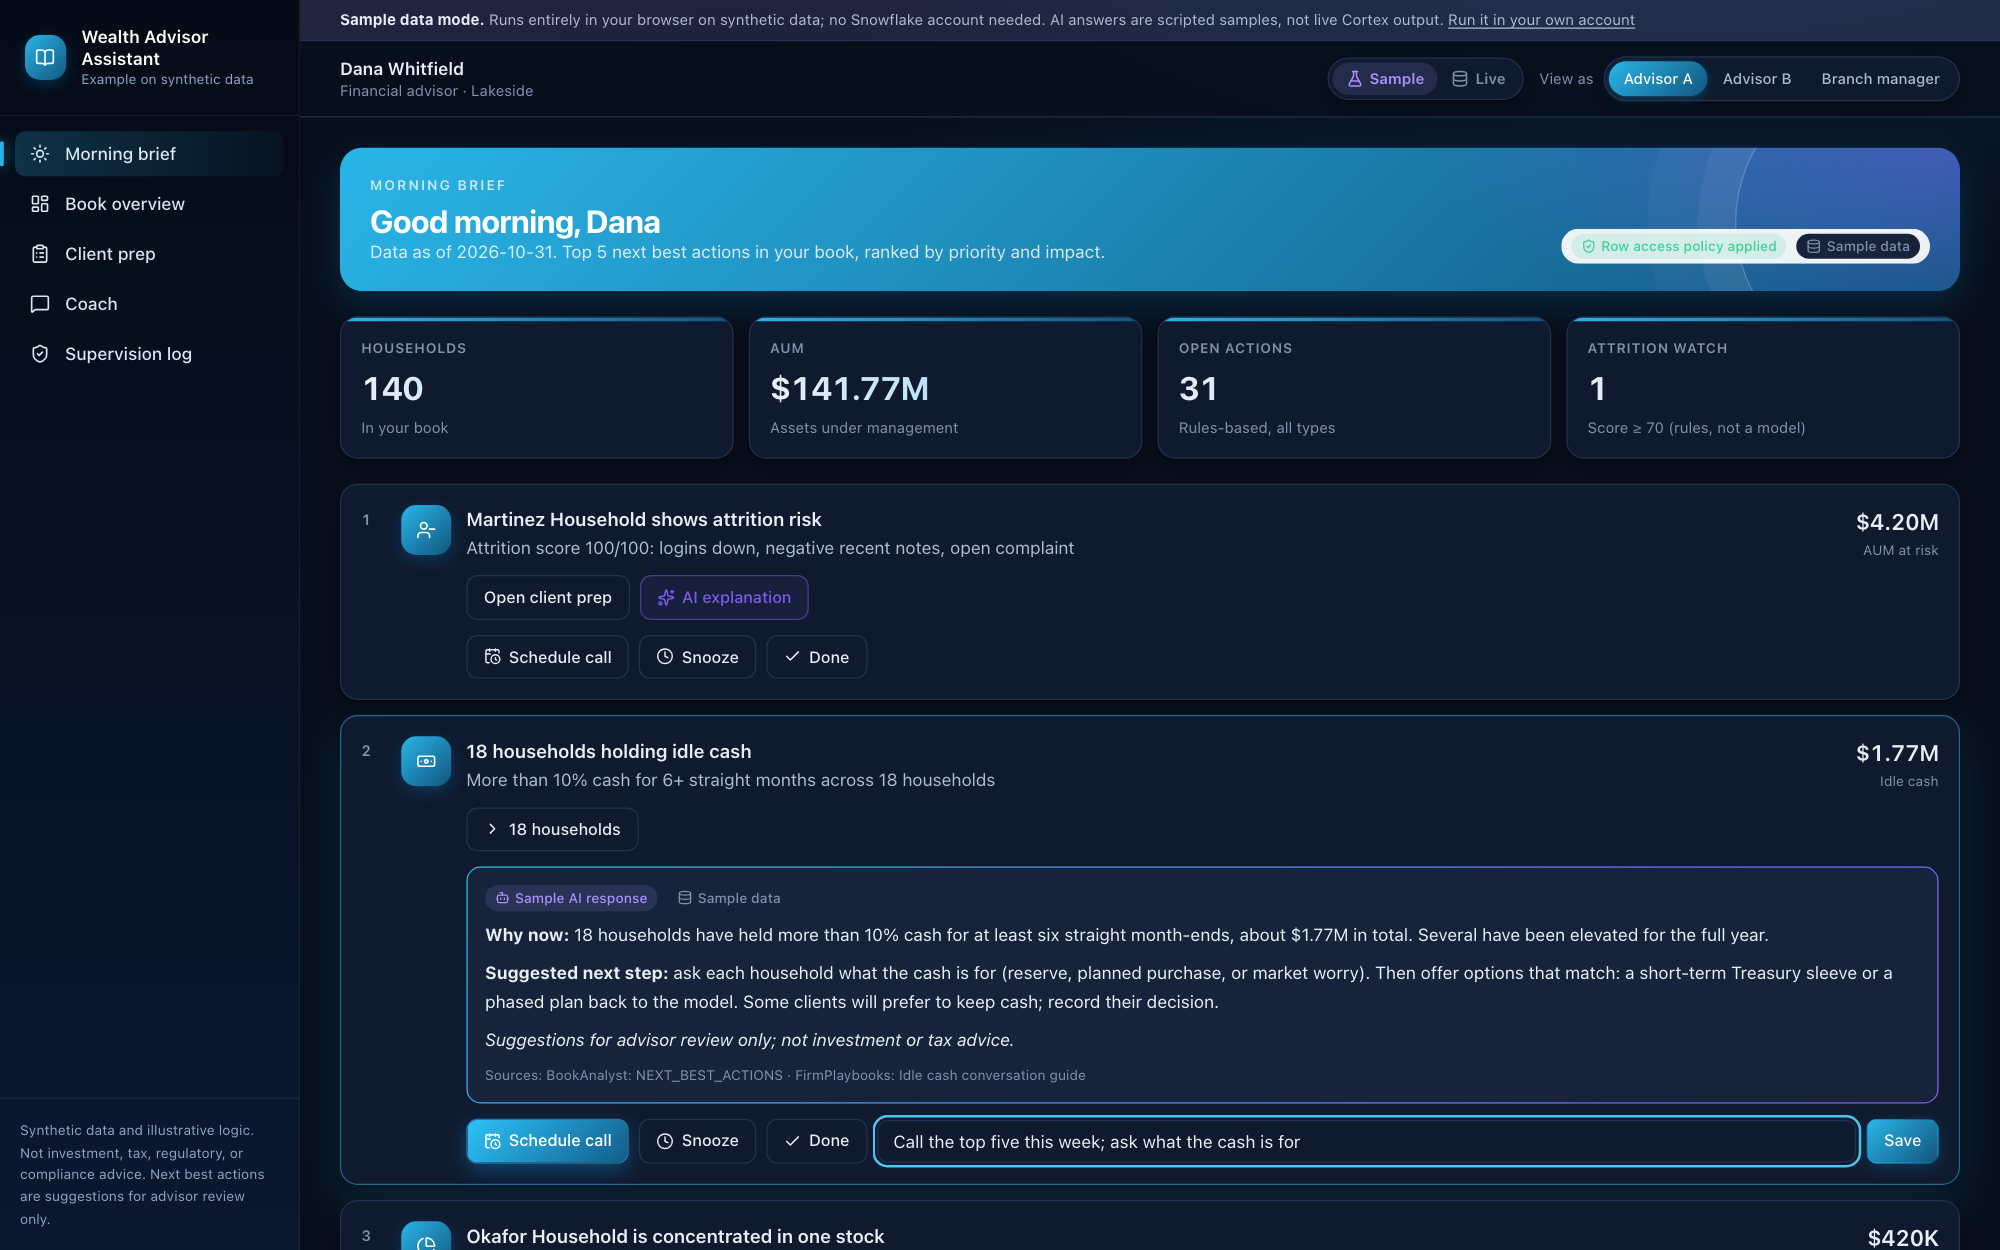 Wealth Advisor
Assistant
Example on synthetic data
Morning brief
Book overview
Client prep
Coach
Supervision log
Synthetic data and illustrative logic.
Not investment, tax, regulatory, or
compliance advice. Next best actions
are suggestions for advisor review
only.
Sample data mode. Runs entirely in your browser on synthetic data; no Snowflake account needed. AI answers are scripted samples, not live Cortex output. Run it in your own account
Dana Whitfield
Financial advisor · Lakeside
Sample Live View as Advisor A Advisor B Branch manager
MORNING BRIEF
Good morning, Dana
Data as of 2026-10-31. Top 5 next best actions in your book, ranked by priority and impact.
Row access policy applied Sample data
HOUSEHOLDS
140
In your book
AUM
$141.77M
Assets under management
OPEN ACTIONS
31
Rules-based, all types
ATTRITION WATCH
1
Score ≥ 70 (rules, not a model)
1
Martinez Household shows attrition risk
Attrition score 100/100: logins down, negative recent notes, open complaint
$4.20M
AUM at risk
Open client prep AI explanation
Schedule call Snooze Done
2
18 households holding idle cash
More than 10% cash for 6+ straight months across 18 households
$1.77M
Idle cash
18 households
Sample AI response Sample data
Why now: 18 households have held more than 10% cash for at least six straight month-ends, about $1.77M in total. Several have been elevated for the full year.
Suggested next step: ask each household what the cash is for (reserve, planned purchase, or market worry). Then offer options that match: a short-term Treasury sleeve or a
phased plan back to the model. Some clients will prefer to keep cash; record their decision.
Suggestions for advisor review only; not investment or tax advice.
Sources: BookAnalyst: NEXT_BEST_ACTIONS · FirmPlaybooks: Idle cash conversation guide
Schedule call Snooze Done Call the top five this week; ask what the cash is for Save
3
Okafor Household is concentrated in one stock
$420K